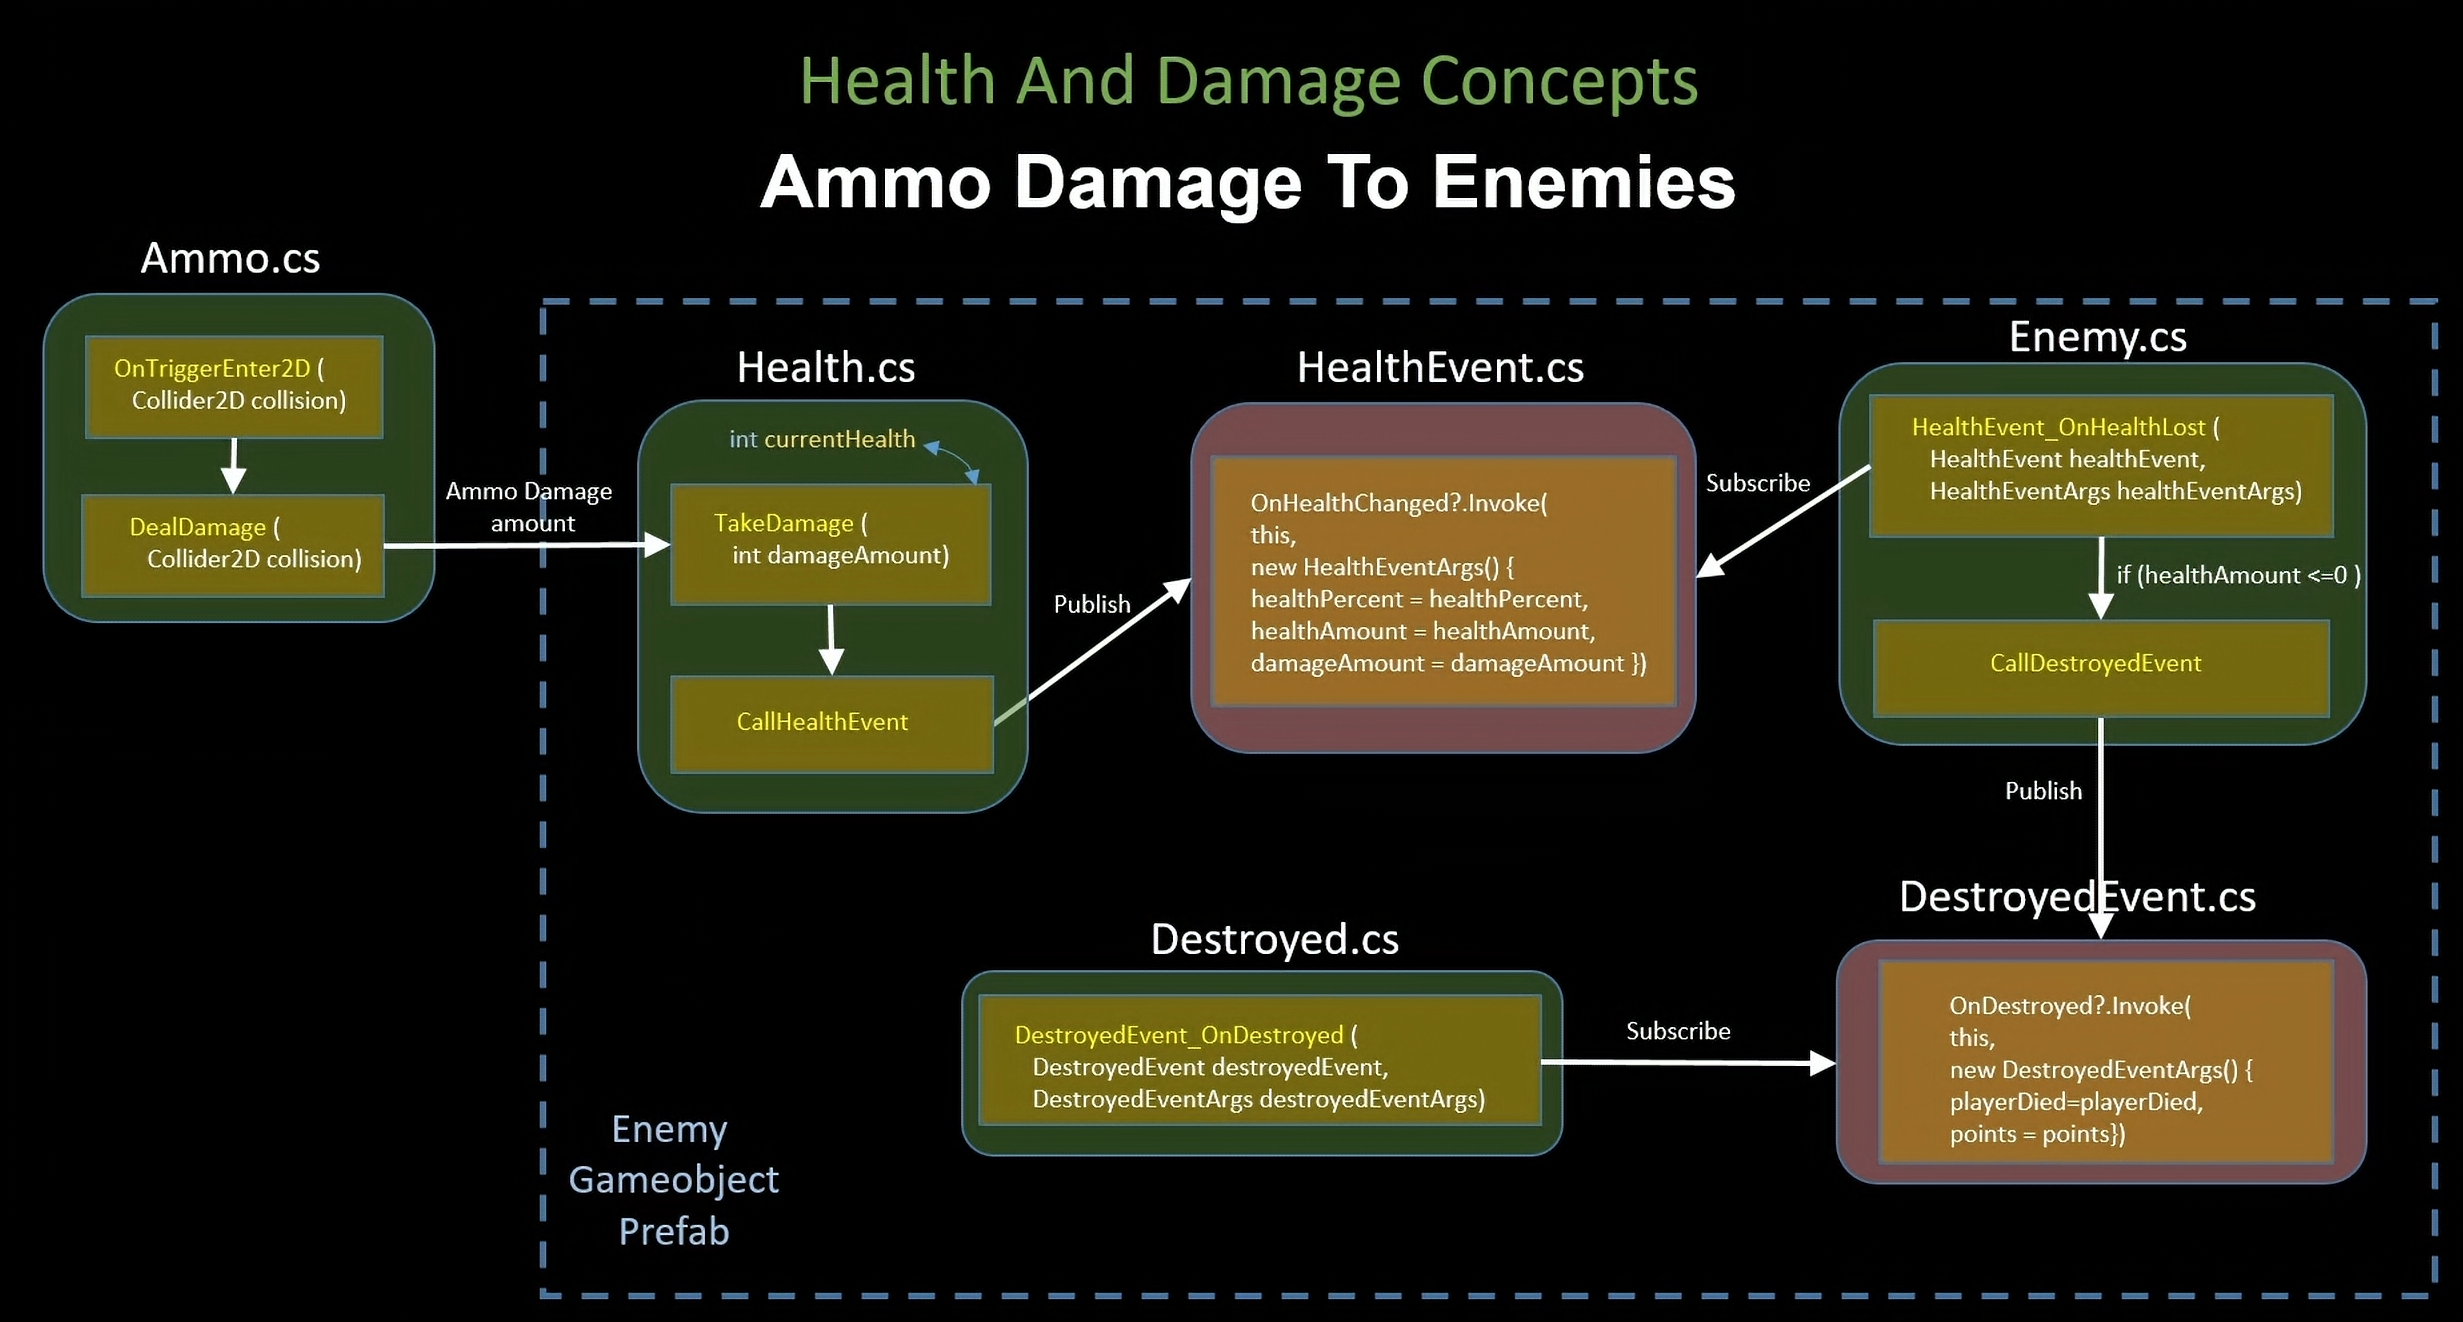 Health And Damage Concepts
Ammo Damage To Enemies
Ammo.cs
OnTriggerEnter2D (
Collider2D collision)
DealDamage (
Collider2D collision)
Ammo Damage
amount
Health.cs
int currentHealth
TakeDamage (
int damageAmount)
CallHealthEvent
Publish
HealthEvent.cs
OnHealthChanged?.Invoke(
this,
new HealthEventArgs() {
healthPercent = healthPercent,
healthAmount = healthAmount,
damageAmount = damageAmount })
Subscribe
Enemy.cs
HealthEvent_OnHealthLost (
HealthEvent healthEvent,
HealthEventArgs healthEventArgs)
if (healthAmount <=0 )
CallDestroyedEvent
Publish
DestroyedEvent.cs
OnDestroyed?.Invoke(
this,
new DestroyedEventArgs() {
playerDied=playerDied,
points = points})
Subscribe
Destroyed.cs
DestroyedEvent_OnDestroyed (
DestroyedEvent destroyedEvent,
DestroyedEventArgs destroyedEventArgs)
Enemy
Gameobject
Prefab